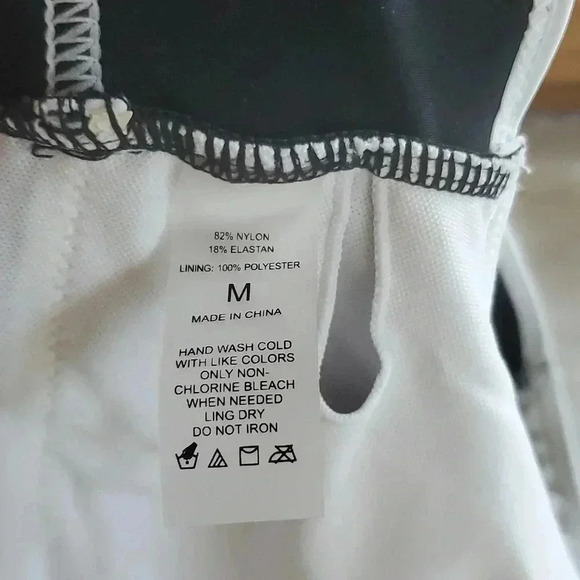 82% NYLON
18% ELASTAN
LINING: 100% POLYESTER
M
MADE IN CHINA
HAND WASH COLD
WITH LIKE COLORS
ONLY NON-
CHLORINE BLEACH
WHEN NEEDED
LING DRY
DO NOT IRON